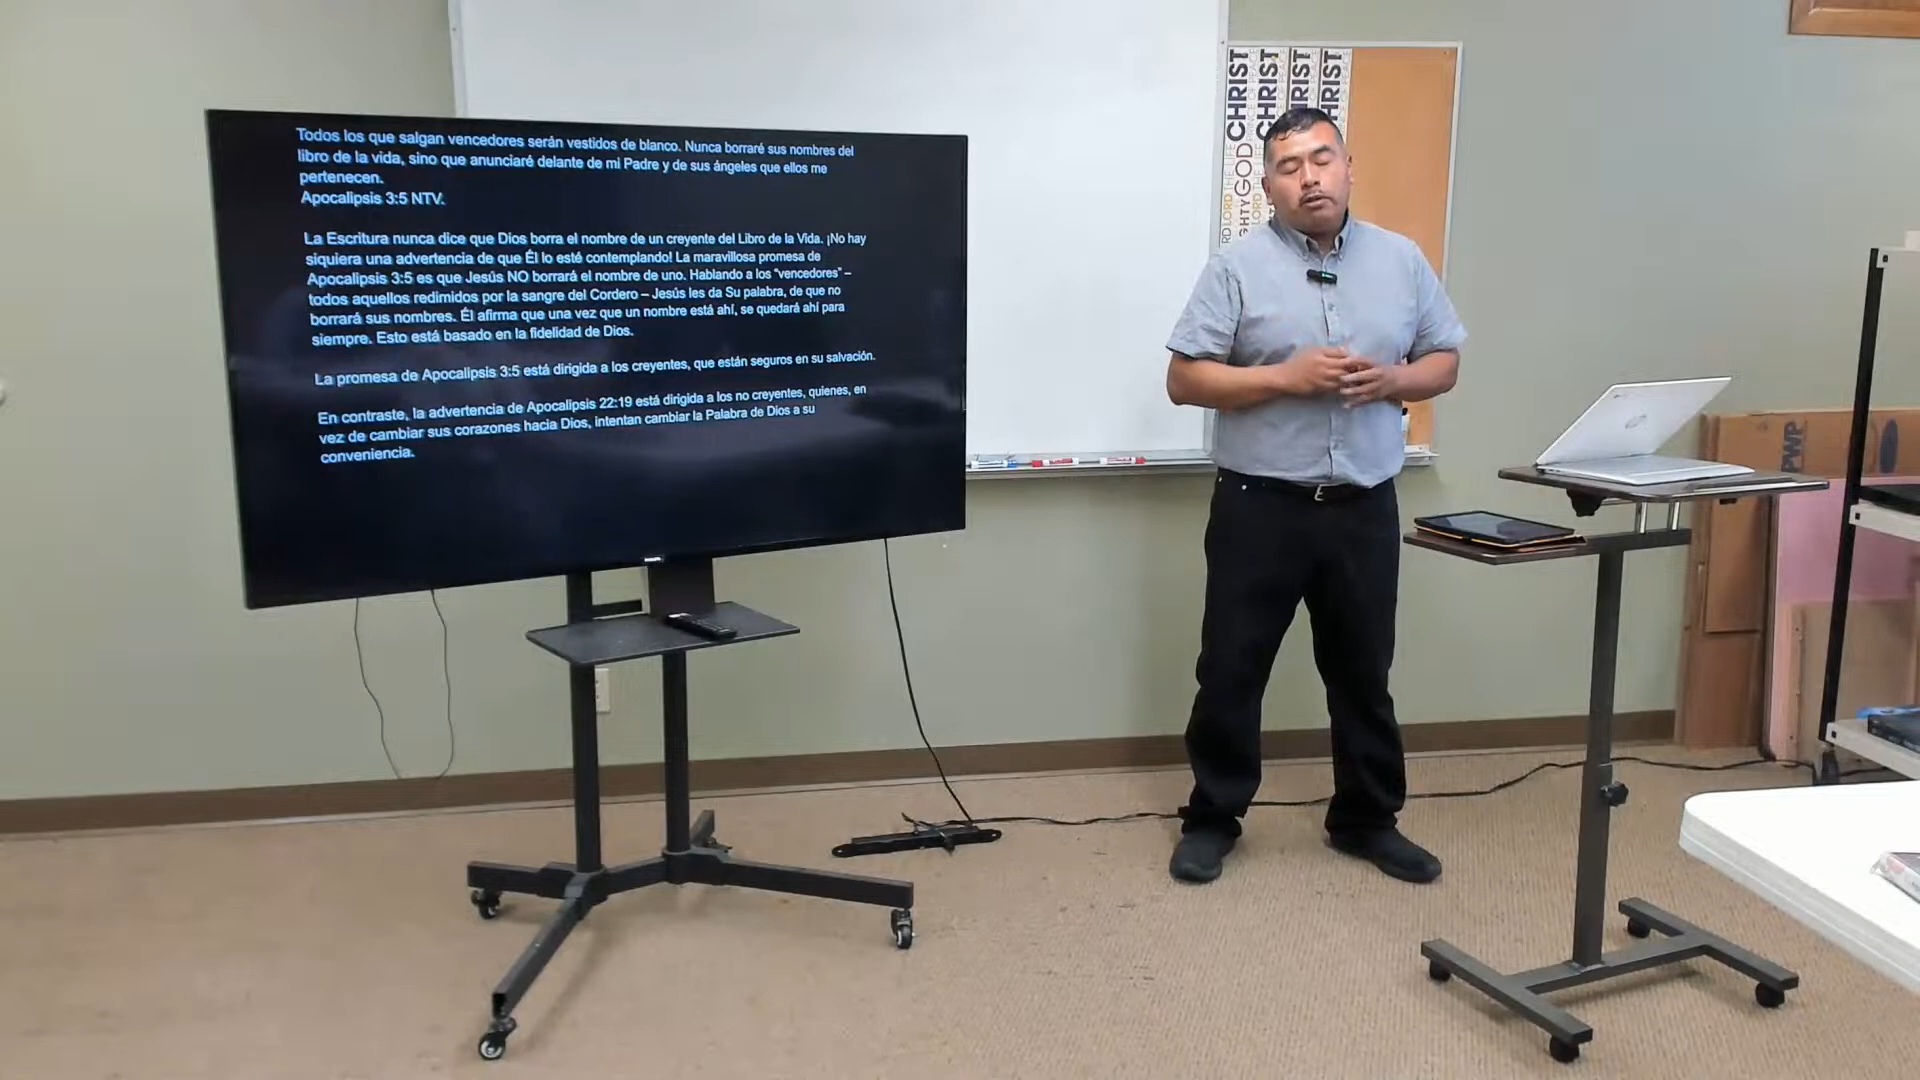 Todos los que salgan vencedores serán vestidos de blanco. Nunca borraré sus nombres del
libro de la vida, sino que anunciaré delante de mi Padre y de sus ángeles que ellos me
pertenecen.
Apocalipsis 3:5 NTV.
La Escritura nunca dice que Dios borra el nombre de un creyente del Libro de la Vida. ¡No hay
siquiera una advertencia de que Él lo esté contemplando! La maravillosa promesa de
Apocalipsis 3:5 es que Jesús NO borrará el nombre de uno. Hablando a los “vencedores” –
todos aquellos redimidos por la sangre del Cordero – Jesús les da Su palabra, de que no
borrará sus nombres. Él afirma que una vez que un nombre está ahí, se quedará ahí para
siempre. Esto está basado en la fidelidad de Dios.
La promesa de Apocalipsis 3:5 está dirigida a los creyentes, que están seguros en su salvación.
En contraste, la advertencia de Apocalipsis 22:19 está dirigida a los no creyentes, quienes, en
vez de cambiar sus corazones hacia Dios, intentan cambiar la Palabra de Dios a su
conveniencia.
PHILIPS
CHRIST
CHRIST
CHRIST
CHRIST
GOD
LORD
THE LIFE
LORD
hp
PWP